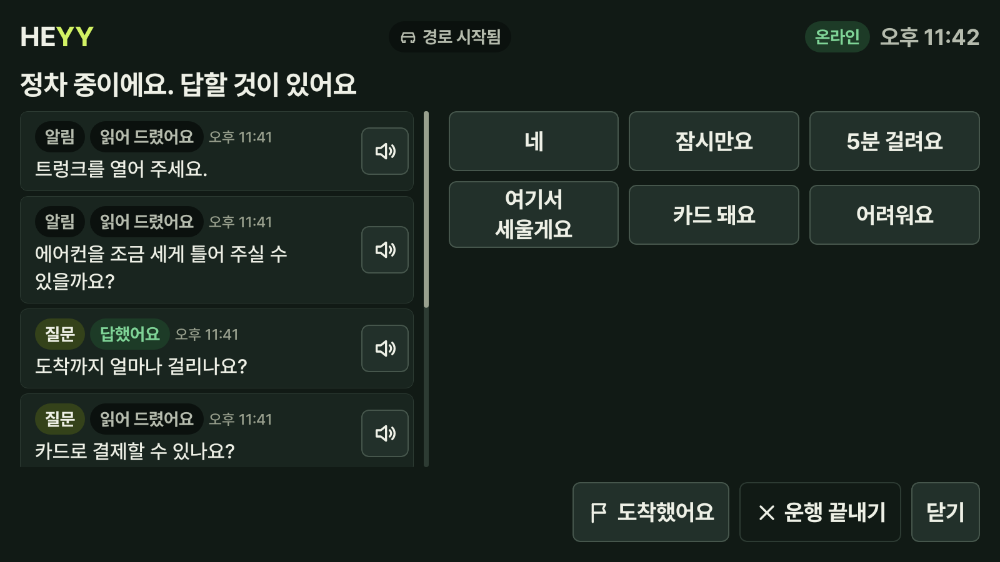 HEYY
경로 시작됨
온라인 오후 11:42
정차 중이에요. 답할 것이 있어요
알림 읽어 드렸어요 오후 11:41
트렁크를 열어 주세요.
알림 읽어 드렸어요 오후 11:41
에어컨을 조금 세게 틀어 주실 수
있을까요?
질문 답했어요 오후 11:41
도착까지 얼마나 걸리나요?
질문 읽어 드렸어요 오후 11:41
카드로 결제할 수 있나요?
네
잠시만요
5분 걸려요
여기서
세울게요
카드 돼요
어려워요
도착했어요
운행 끝내기
닫기